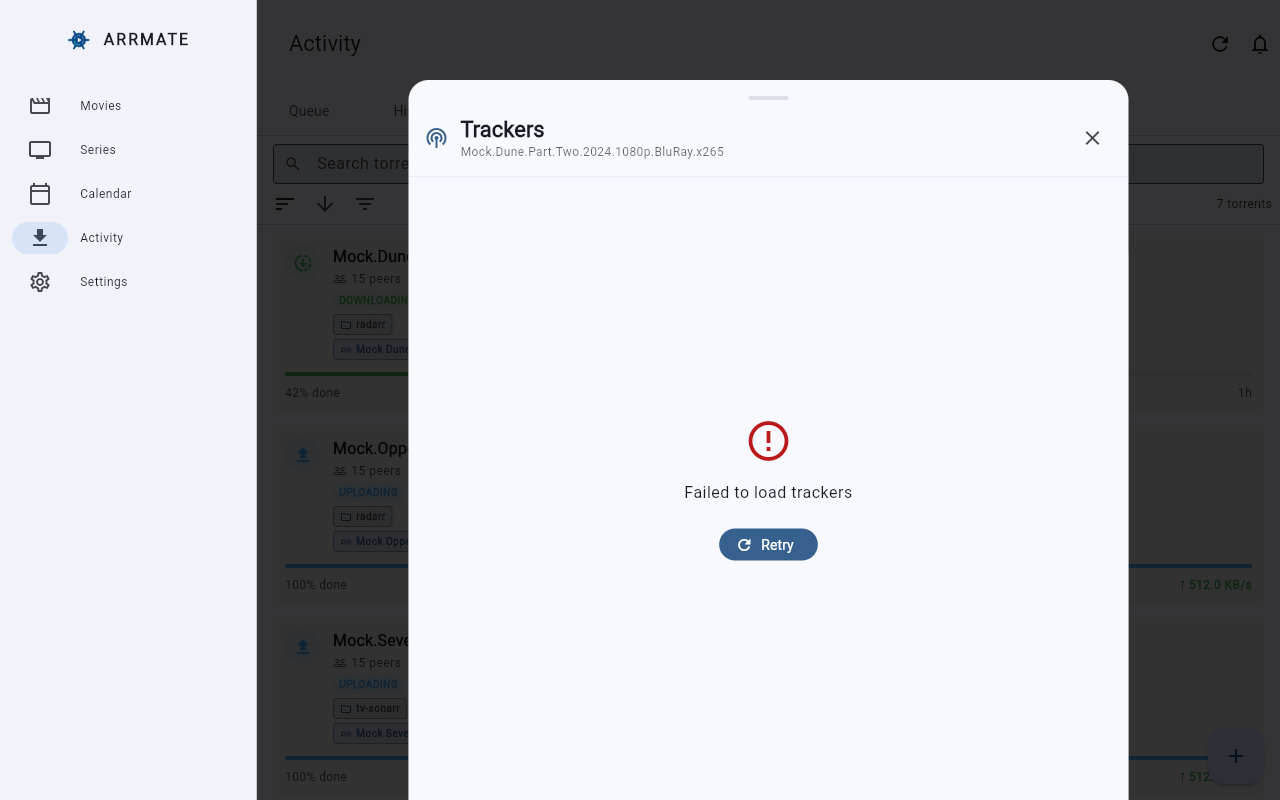 ARRMATE
Movies
Series
Calendar
Activity
Settings
Activity
Queue
Search
7 torrents
15 peers
radarr
42% done
1h
15 peers
UPLOADING
radarr
100% done
↑ 512.0 KB/s
15 peers
UPLOADING
tv-sonarr
100% done
Trackers
Mock.Dune.Part.Two.2024.1080p.BluRay.x265
Failed to load trackers
Retry